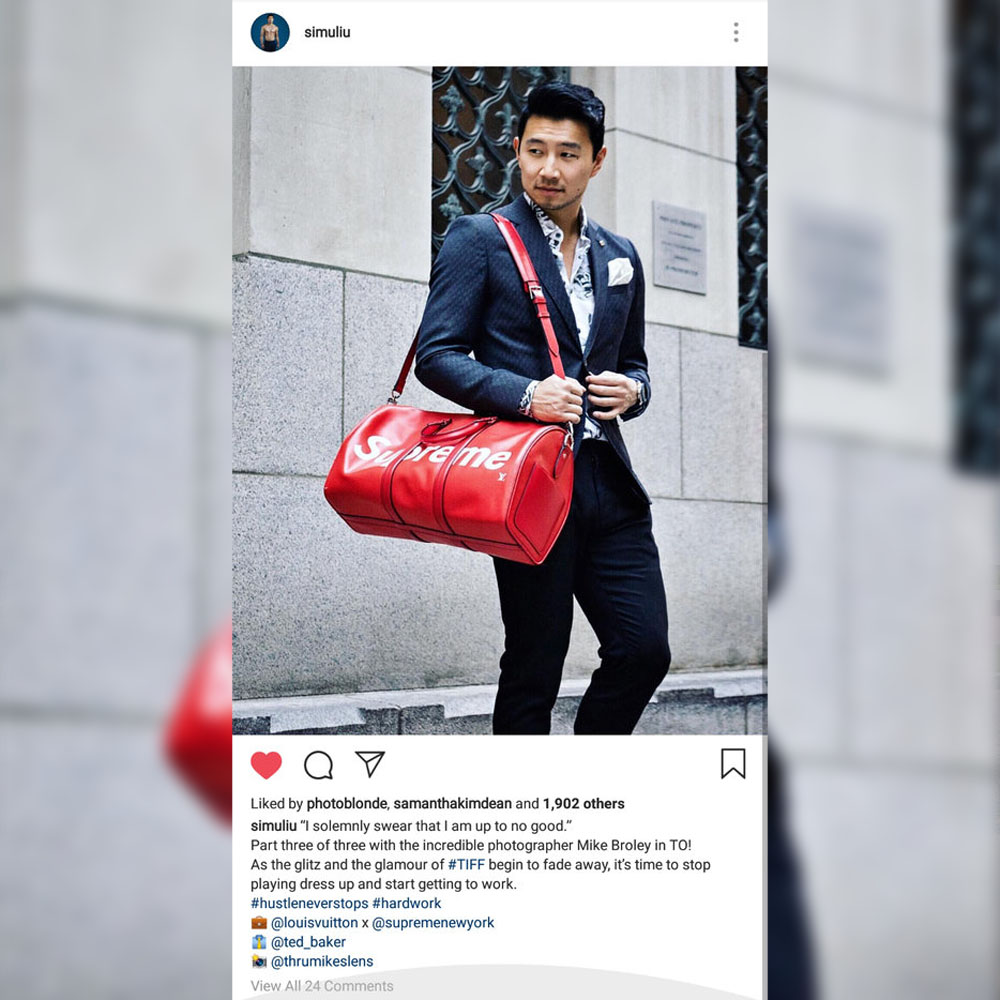 simuliu
Supreme
Liked by photoblonde, samanthakimdean and 1,902 others
simuliu “I solemnly swear that I am up to no good.”
Part three of three with the incredible photographer Mike Broley in TO!
As the glitz and the glamour of #TIFF begin to fade away, it’s time to stop
playing dress up and start getting to work.
#hustleneverstops #hardwork
💼 @louisvuitton x @supremenewyork
👔 @ted_baker
📸 @thrumikeslens
View All 24 Comments